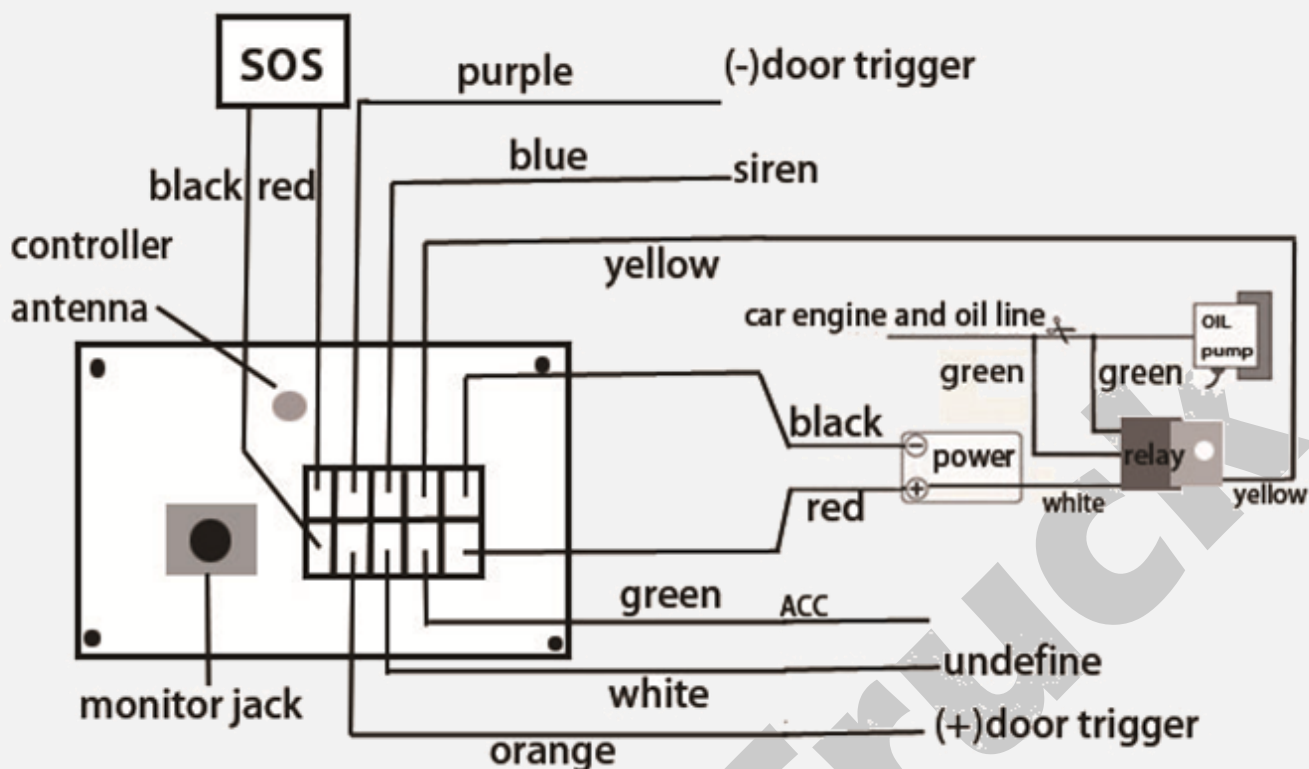 SOS
purple
(-)door trigger
blue
siren
black
red
controller
antenna
yellow
car engine and oil line
OIL
pump
green
green
black
power
relay
red
white
yellow
green
ACC
undefine
white
monitor jack
(+)door trigger
orange